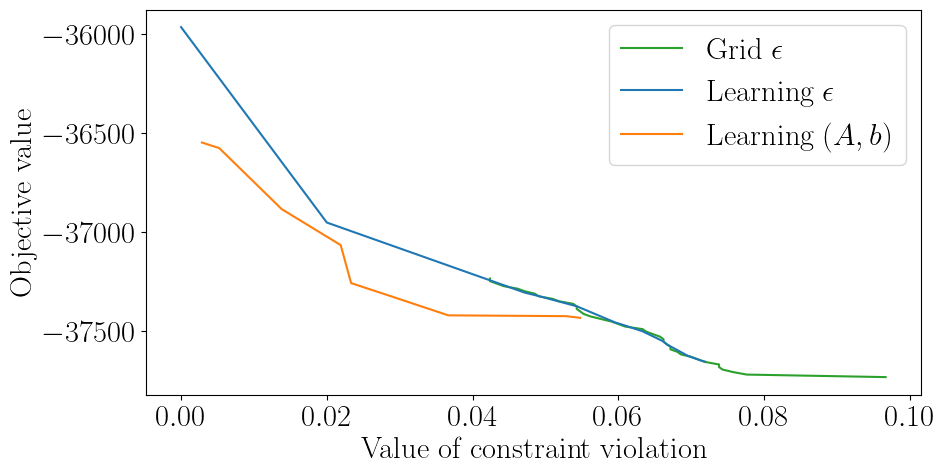 −36000
−36500
−37000
−37500
Objective value
0.00 0.02 0.04 0.06 0.08 0.10
Value of constraint violation
Grid ϵ
Learning ϵ
Learning (A, b)